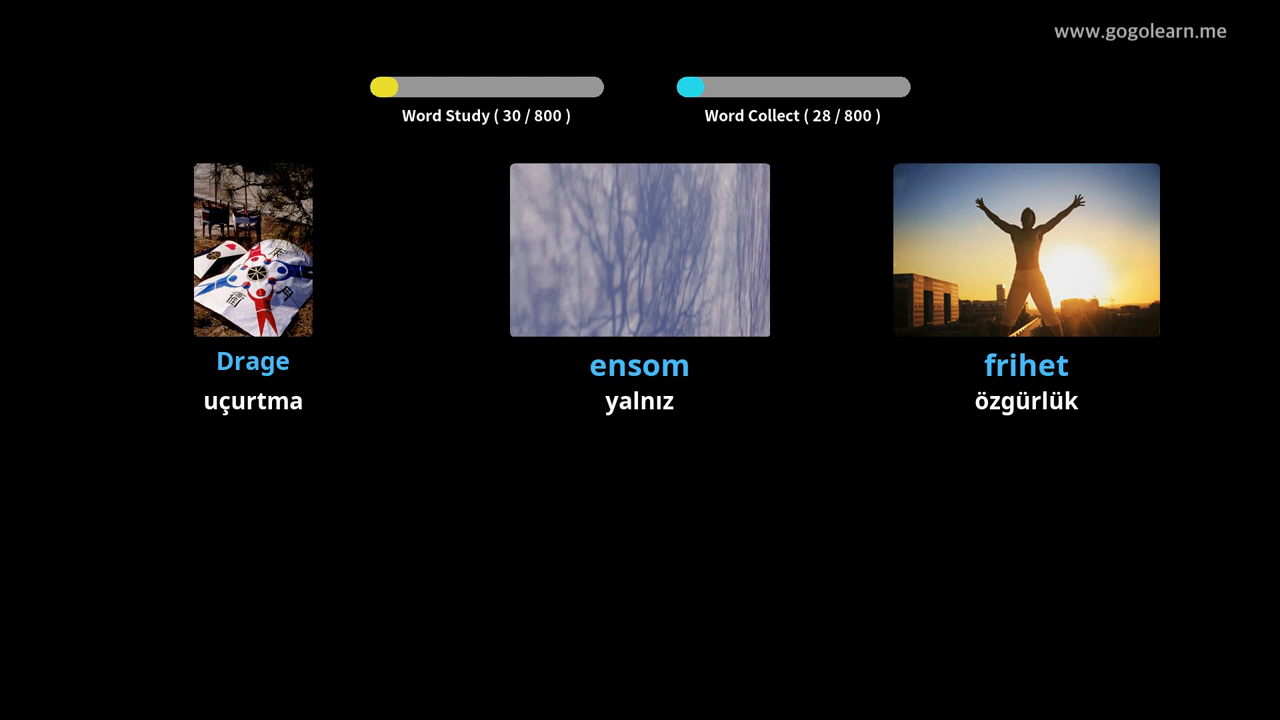 www.gogolearn.me
Word Study ( 30 / 800 )
Word Collect ( 28 / 800 )
Drage
uçurtma
ensom
yalnız
frihet
özgürlük